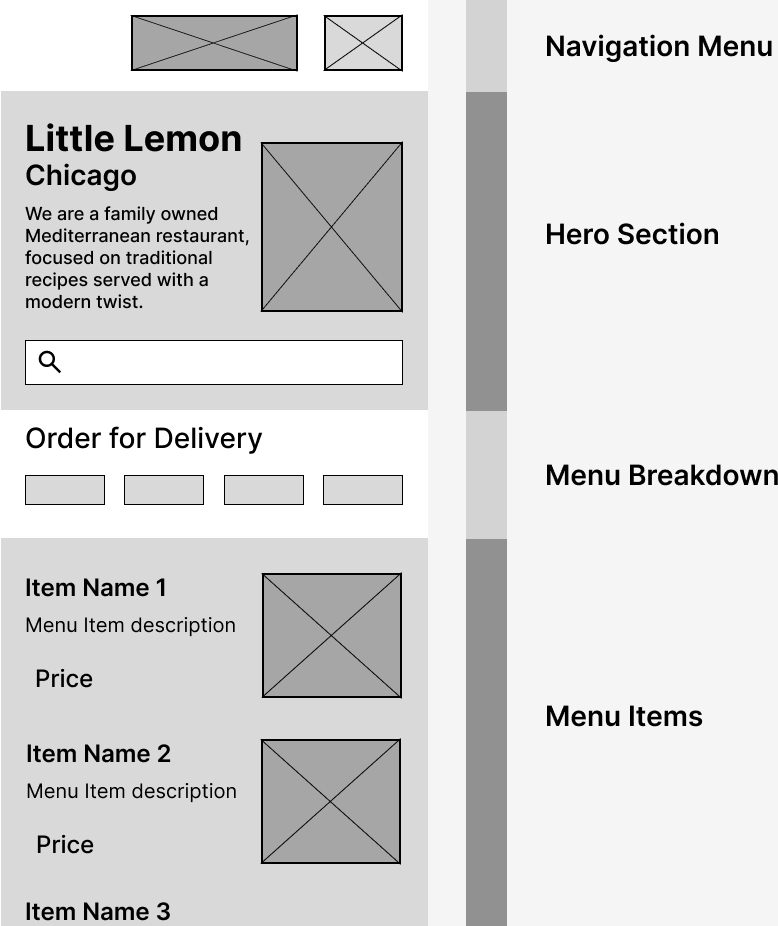 Navigation Menu
Little Lemon
Chicago
We are a family owned
Mediterranean restaurant,
focused on traditional
recipes served with a
modern twist.
Hero Section
Order for Delivery
Menu Breakdown
Item Name 1
Menu Item description
Price
Menu Items
Item Name 2
Menu Item description
Price
Item Name 3